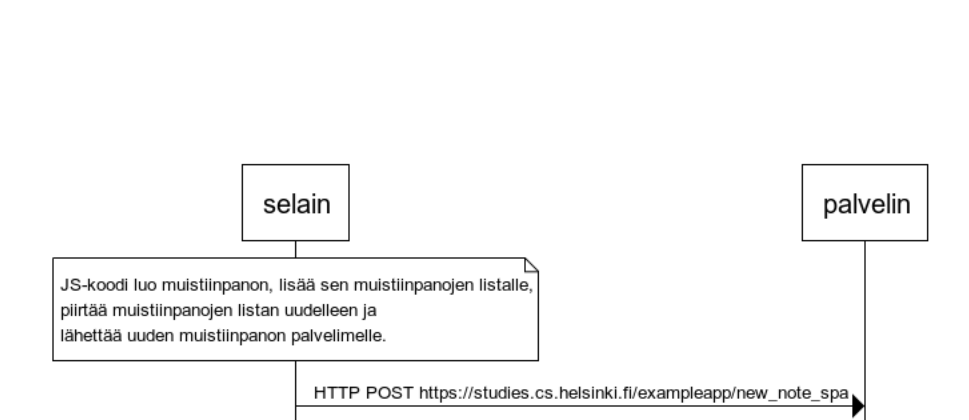 selain
palvelin
JS-koodi luo muistiinpanon, lisää sen muistiinpanojen listalle,
piirtää muistiinpanojen listan uudelleen ja
lähettää uuden muistiinpanon palvelimelle.
HTTP POST https://studies.cs.helsinki.fi/exampleapp/new_note_spa